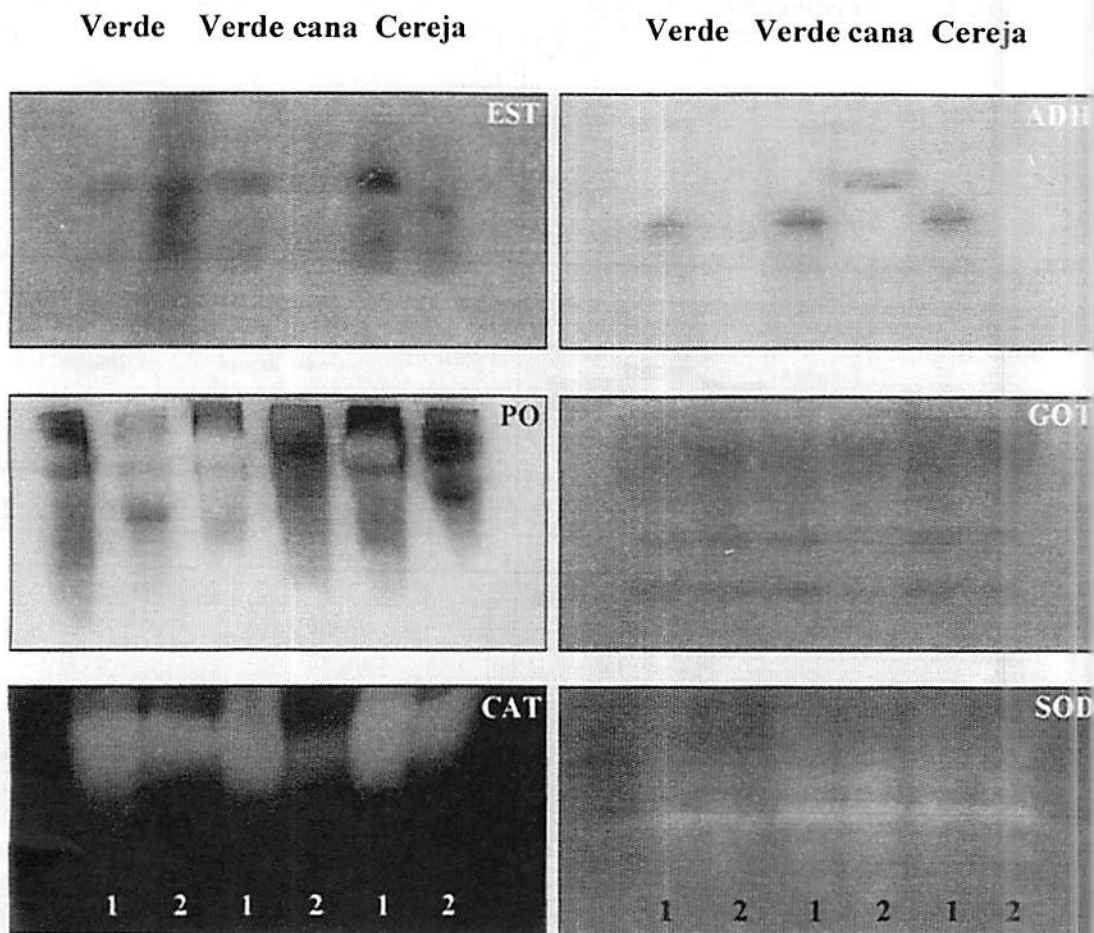 Verde Verde cana Cereja Verde Verde cana Cereja
EST ADH
PO GOT
CAT SOD
1 2 1 2 1 2 1 2 1 2 1 2